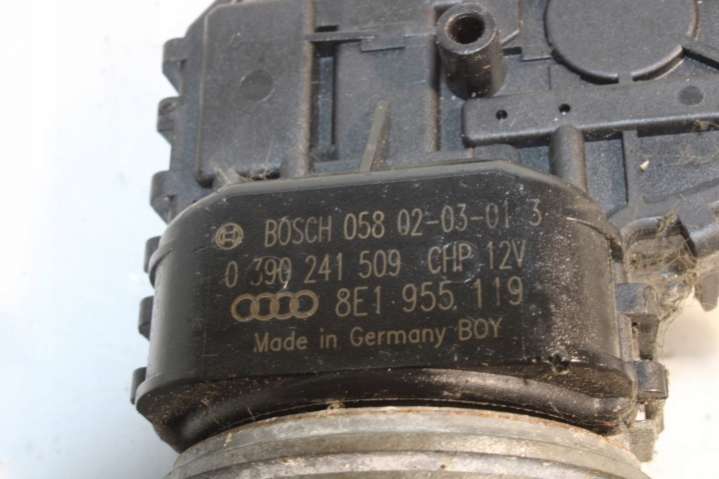 BOSCH 058 02-03-01 3
0 390 241 509 CHP 12V
8E1 955 119
Made in Germany BOY